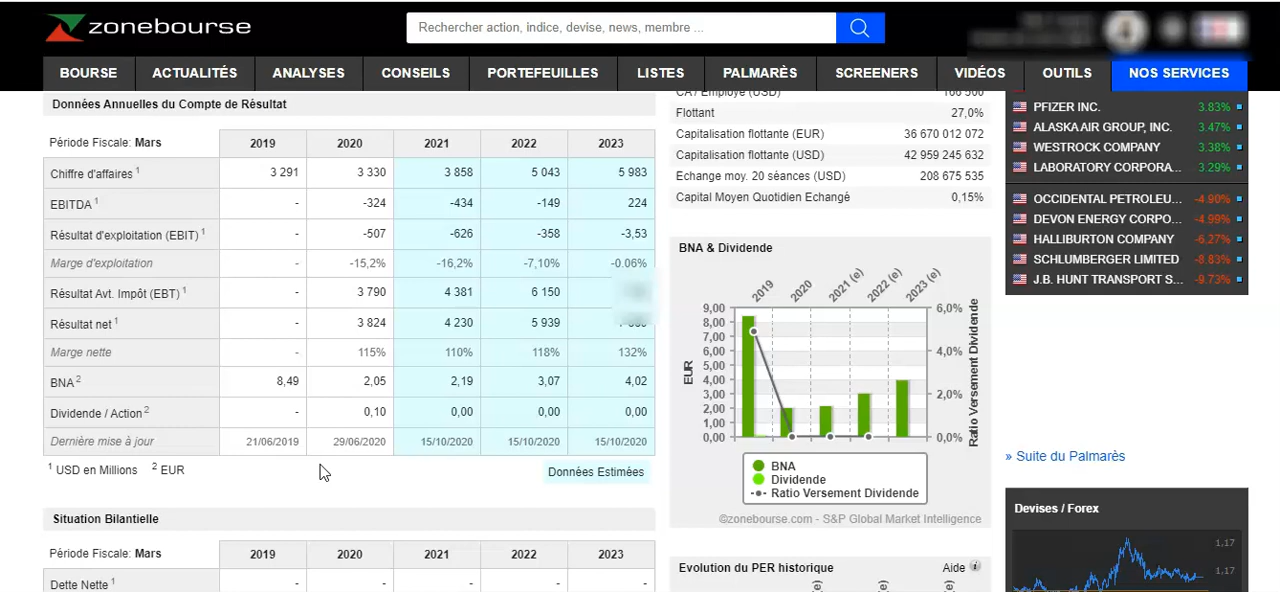 zonebourse
Rechercher action, indice, devise, news, membre ...
BOURSE ACTUALITÉS ANALYSES CONSEILS PORTEFEUILLES LISTES PALMARÈS SCREENERS VIDÉOS OUTILS NOS SERVICES
Données Annuelles du Compte de Résultat
Période Fiscale: Mars 2019 2020 2021 2022 2023
Chiffre d'affaires 1 3 291 3 330 3 858 5 043 5 983
EBITDA 1 - -324 -434 -149 224
Résultat d'exploitation (EBIT) 1 - -507 -626 -358 -3,53
Marge d'exploitation - -15,2% -16,2% -7,10% -0.06%
Résultat Avt. Impôt (EBT) 1 - 3 790 4 381 6 150
Résultat net 1 - 3 824 4 230 5 939
Marge nette - 115% 110% 118% 132%
BNA 2 8,49 2,05 2,19 3,07 4,02
Dividende / Action 2 - 0,10 0,00 0,00 0,00
Dernière mise à jour 21/06/2019 29/06/2020 15/10/2020 15/10/2020 15/10/2020
1 USD en Millions 2 EUR
Données Estimées
Situation Bilantielle
Période Fiscale: Mars 2019 2020 2021 2022 2023
Dette Nette 1 - - - - -
CA / Employé (USD) 166 500
Flottant 27,0%
Capitalisation flottante (EUR) 36 670 012 072
Capitalisation flottante (USD) 42 959 245 632
Echange moy. 20 séances (USD) 208 675 535
Capital Moyen Quotidien Echangé 0,15%
BNA & Dividende
2019 2020 2021 (e) 2022 (e) 2023 (e)
9,00
8,00
7,00
6,00
5,00
4,00
3,00
2,00
1,00
0,00
EUR
6,0%
4,0%
2,0%
0,0%
Ratio Versement Dividende
BNA
Dividende
Ratio Versement Dividende
©zonebourse.com - S&P Global Market Intelligence
Evolution du PER historique Aide i
(e) (e) (e)
PFIZER INC. 3.83%
ALASKA AIR GROUP, INC. 3.47%
WESTROCK COMPANY 3.38%
LABORATORY CORPORA... 3.29%
OCCIDENTAL PETROLEU... -4.90%
DEVON ENERGY CORPO... -4.99%
HALLIBURTON COMPANY -6.27%
SCHLUMBERGER LIMITED -8.83%
J.B. HUNT TRANSPORT S... -9.73%
» Suite du Palmarès
Devises / Forex
1,17
1,17